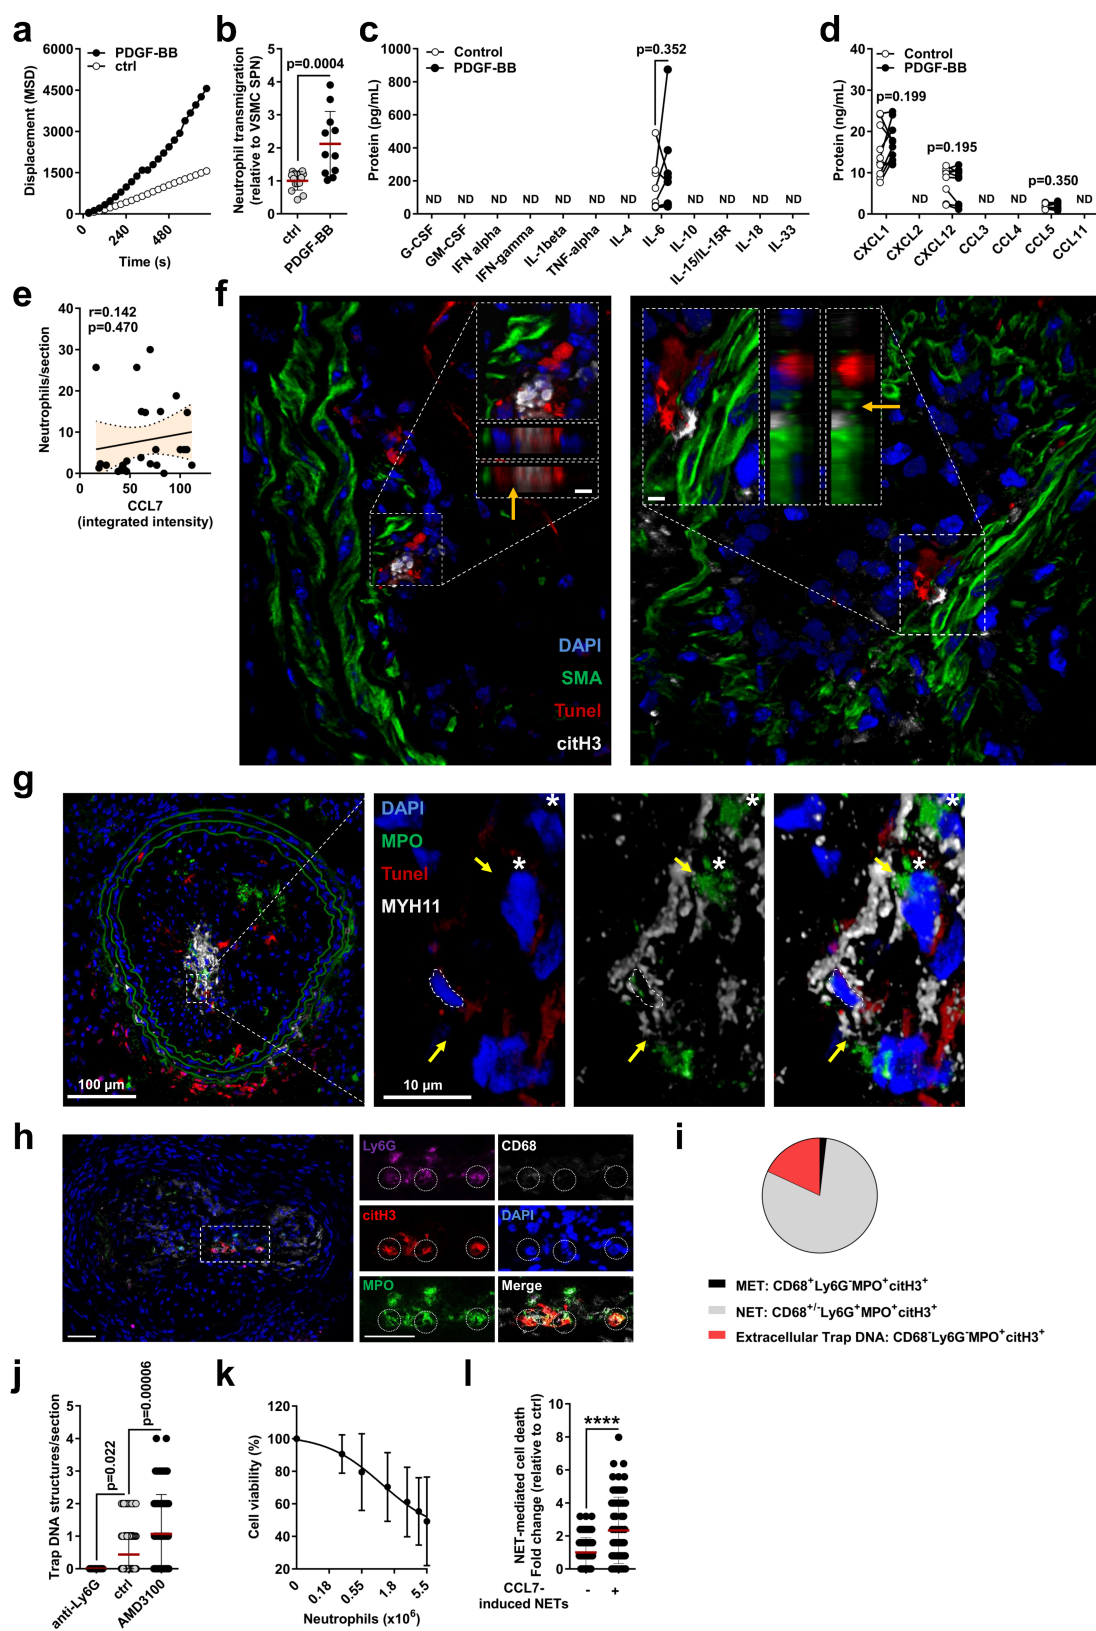 a
6000
4500
3000
1500
0
Displacement (MSD)
PDGF-BB
ctrl
240
480
Time (s)
b
Neutrophil transmigration
(relative to VSMC SPN)
5
4
3
2
1
0
p=0.0004
ctrl
PDGF-BB
c
Protein (pg/mL)
1000
800
600
400
200
0
Control
PDGF-BB
p=0.352
ND ND ND ND ND ND ND ND ND ND ND
G-CSF
GM-CSF
IFN alpha
IFN-gamma
IL-1beta
TNF-alpha
IL-4
IL-6
IL-10
IL-15/IL-15R
IL-18
IL-33
d
Protein (ng/mL)
40
30
20
10
0
Control
PDGF-BB
p=0.199
p=0.195
p=0.350
ND ND ND ND
CXCL1
CXCL2
CXCL12
CCL3
CCL4
CCL5
CCL11
e
Neutrophils/section
40
30
20
10
0
r=0.142
p=0.470
0
50
100
CCL7
(integrated intensity)
f
DAPI
SMA
Tunel
citH3
g
100 µm
DAPI
MPO
Tunel
MYH11
10 µm
*
*
*
*
*
*
h
Ly6G
CD68
citH3
DAPI
MPO
Merge
i
MET: CD68⁺Ly6G⁻MPO⁺citH3⁺
NET: CD68⁺/⁻Ly6G⁺MPO⁺citH3⁺
Extracellular Trap DNA: CD68⁻Ly6G⁻MPO⁺citH3⁺
j
Trap DNA structures/section
5
4
3
2
1
0
p=0.022
p=0.00006
anti-Ly6G
ctrl
AMD3100
k
Cell viability (%)
120
100
80
60
40
20
0
0.18
0.55
1.8
5.5
Neutrophils (x10⁶)
l
NET-mediated cell death
Fold change (relative to ctrl)
10
8
6
4
2
0
****
CCL7-
induced NETs
- +